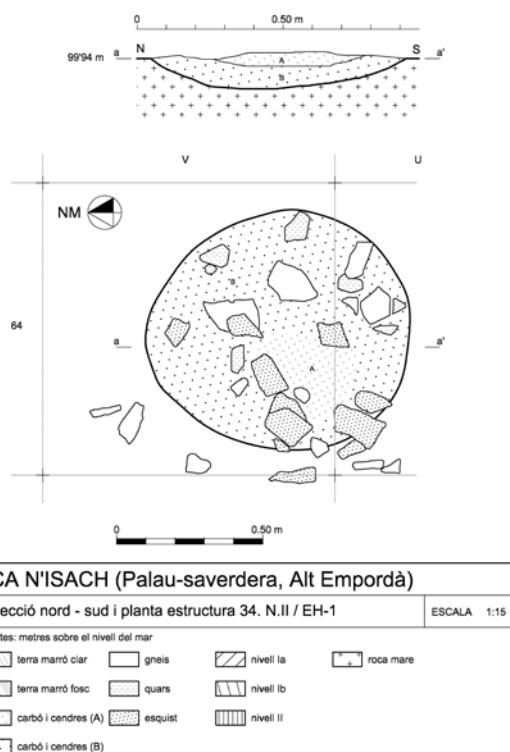 0 0.50 m
N S
99'94 m a a'
A
B
V U
NM
B
64
a a'
A
0 0.50 m
CA N'ISACH (Palau-saverdera, Alt Empordà)
ecció nord - sud i planta estructura 34. N.II / EH-1 ESCALA 1:15
tes: metres sobre el nivell del mar
terra marró clar gneis nivell Ia roca mare
terra marró fosc quars nivell Ib
carbó i cendres (A) esquist nivell II
carbó i cendres (B)